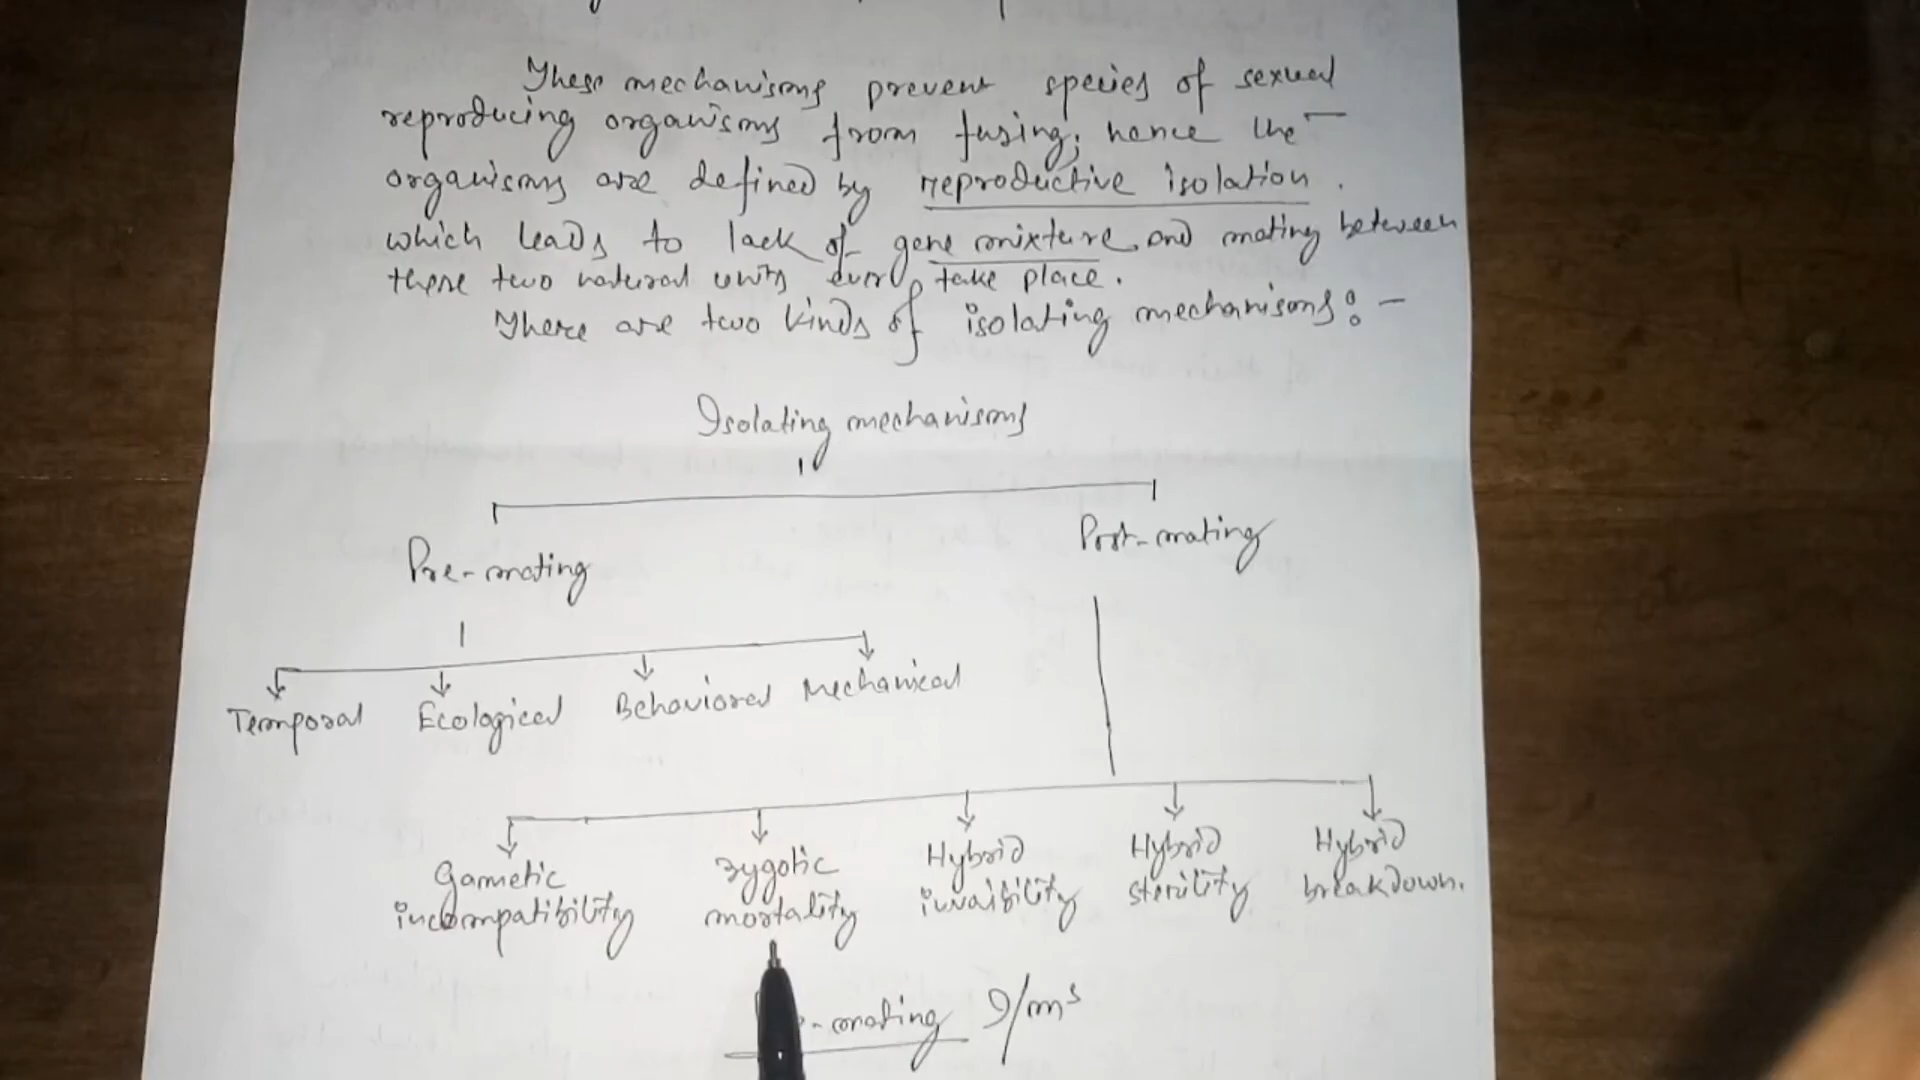 These mechanisms prevent species of sexual
reproducing organisms from fusing; hence the
organisms are defined by reproductive isolation.
which leads to lack of gene mixture and mating between
these two natural units ever take place.
There are two kinds of isolating mechanisms: -
Isolating mechanisms
Pre-mating
Post-mating
Temporal Ecological Behavioral Mechanical
Gametic incompatibility
zygotic mortality
Hybrid invaibility
Hybrid sterility
Hybrid breakdown.
-mating I/ms